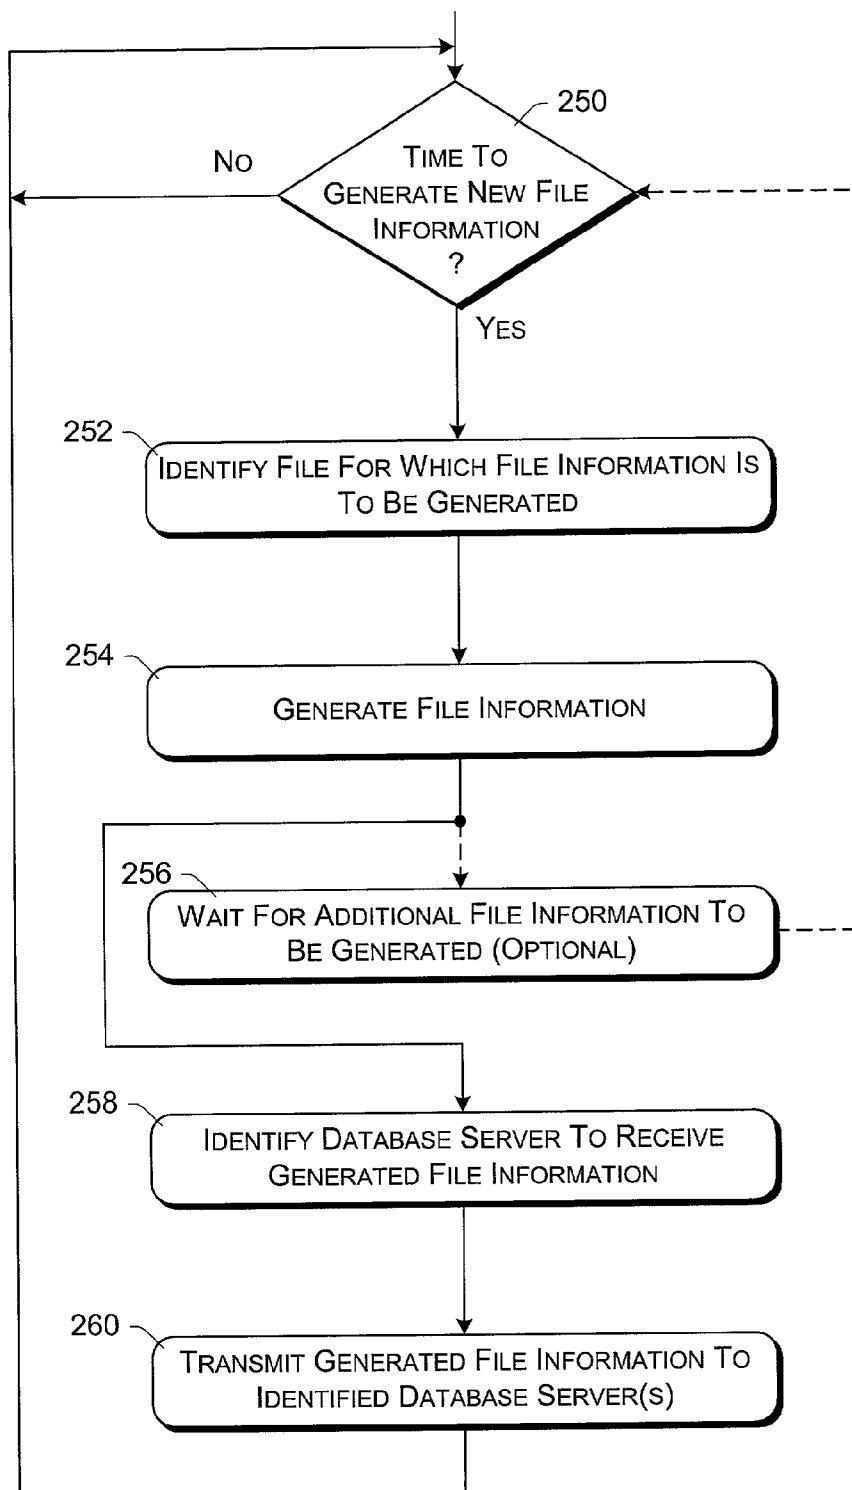 250
NO
TIME TO
GENERATE NEW FILE
INFORMATION
?
YES
252
IDENTIFY FILE FOR WHICH FILE INFORMATION IS
TO BE GENERATED
254
GENERATE FILE INFORMATION
256
WAIT FOR ADDITIONAL FILE INFORMATION TO
BE GENERATED (OPTIONAL)
258
IDENTIFY DATABASE SERVER TO RECEIVE
GENERATED FILE INFORMATION
260
TRANSMIT GENERATED FILE INFORMATION TO
IDENTIFIED DATABASE SERVER(S)